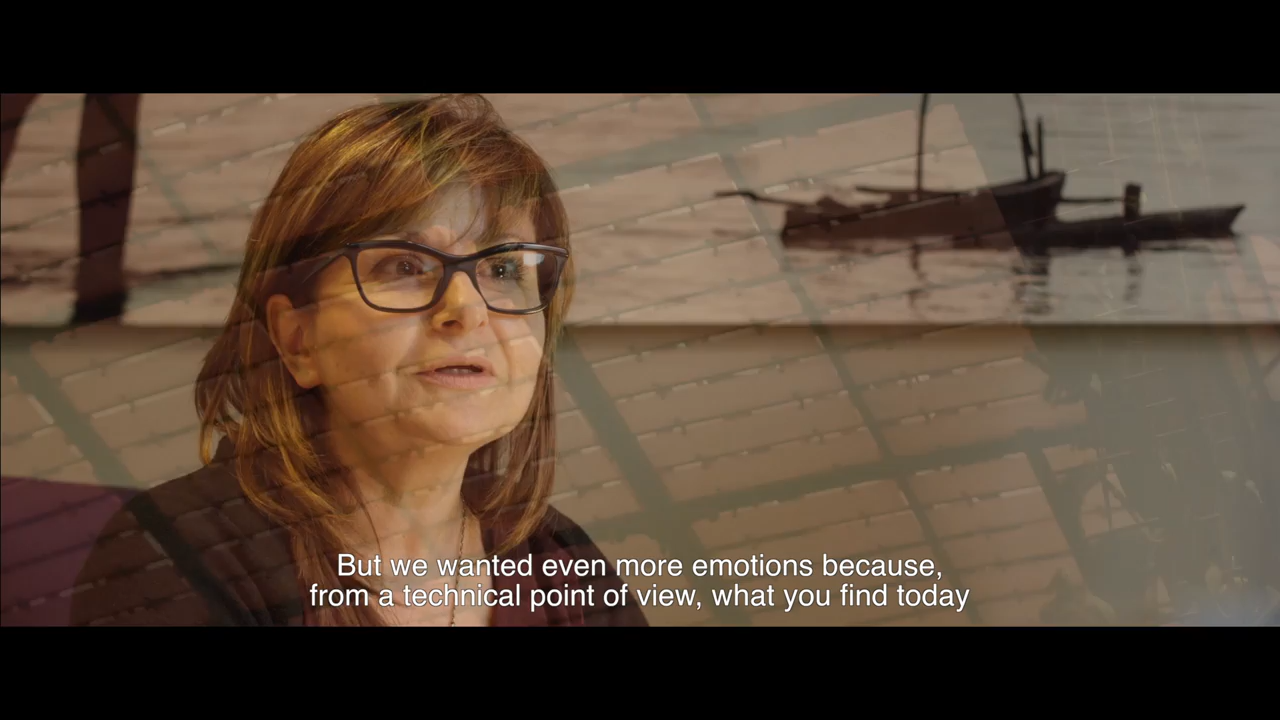 But we wanted even more emotions because,
from a technical point of view, what you find today